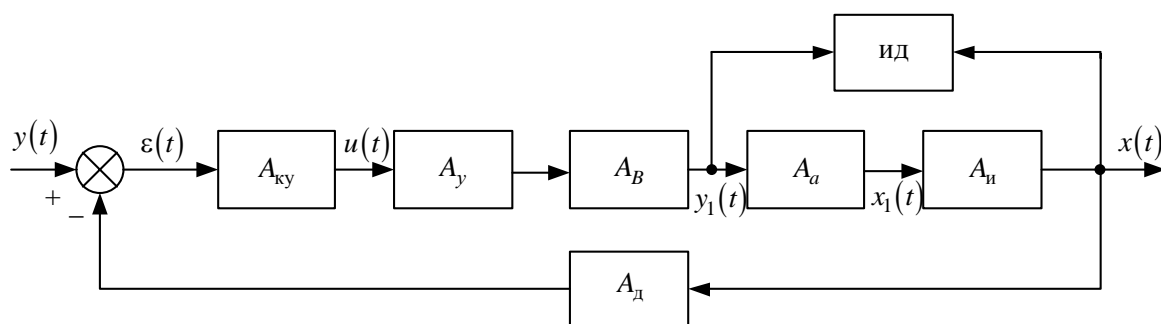 ид
y(t)
ε(t)
A_ку
u(t)
A_y
A_B
y_1(t)
A_a
x_1(t)
A_и
x(t)
+
−
A_д